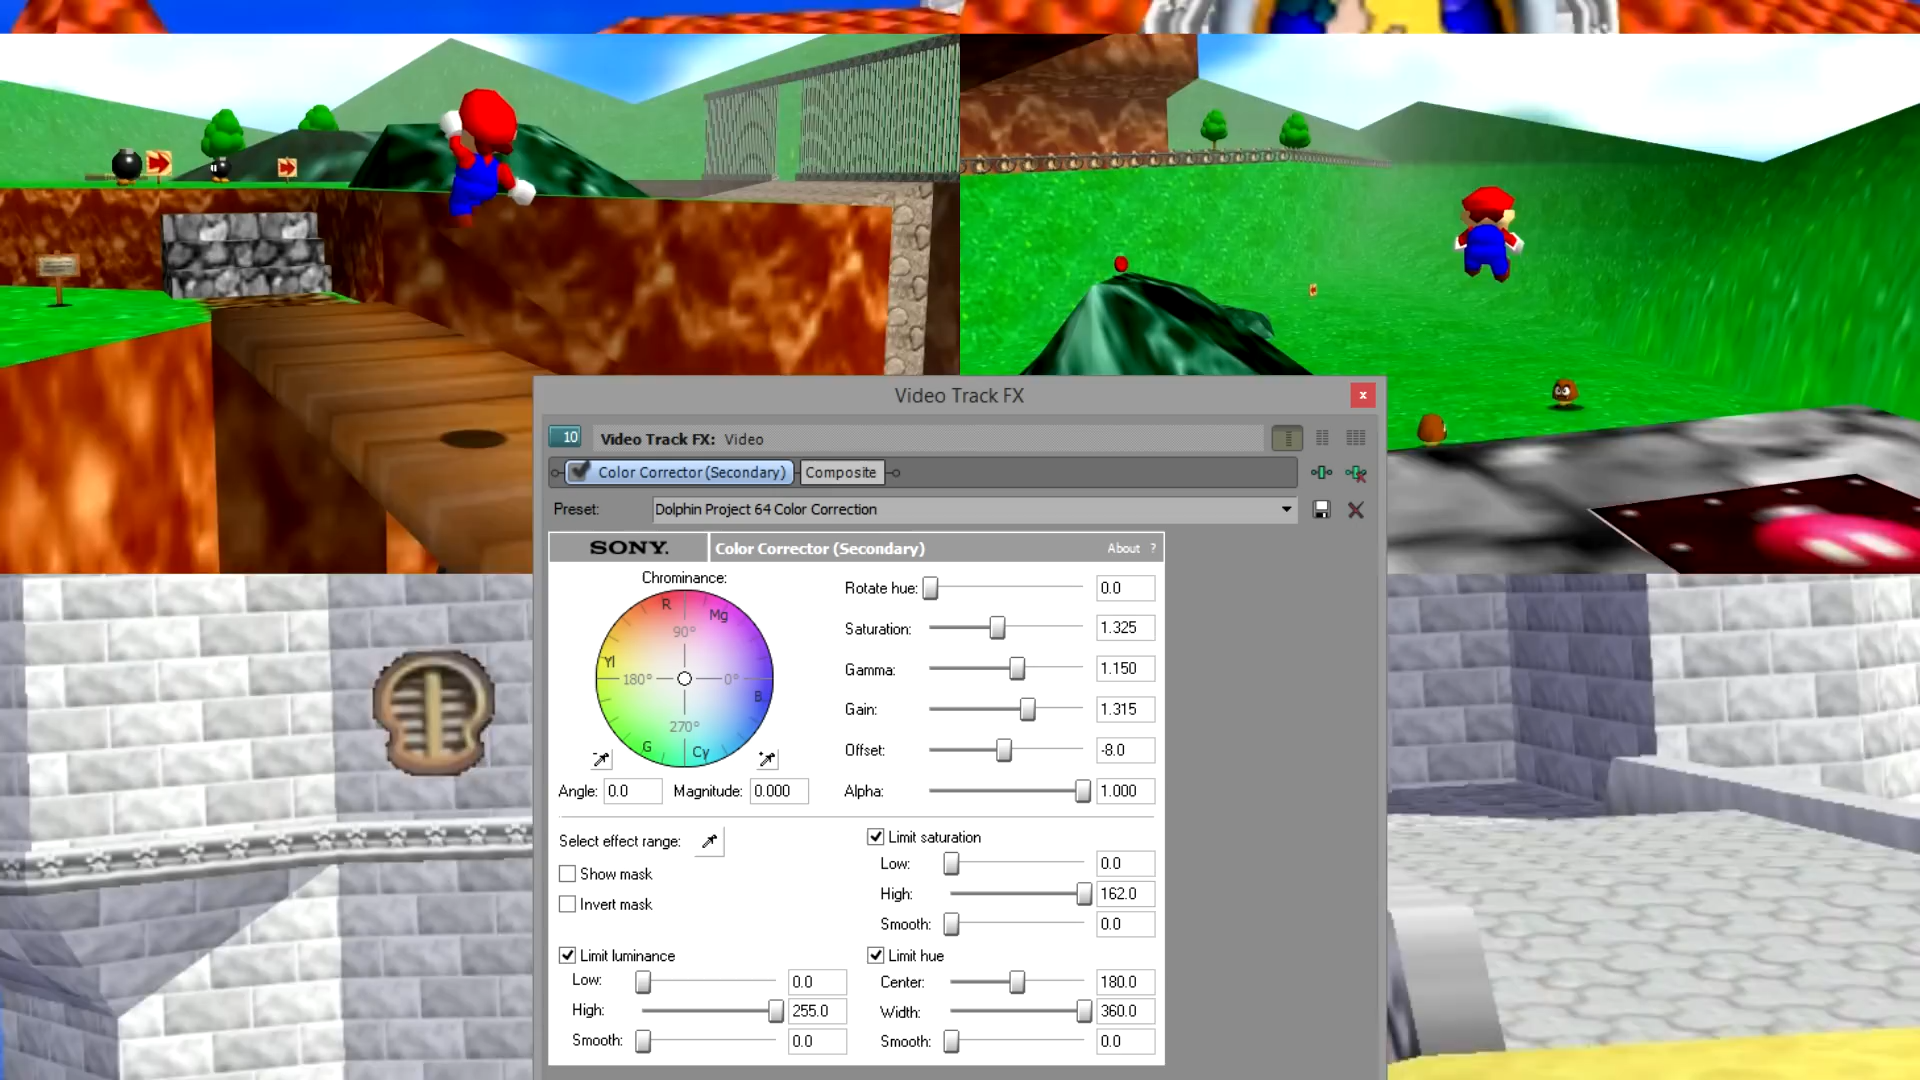 Video Track FX
x
10
Video Track FX: Video
Color Corrector (Secondary)
Composite
Preset:
Dolphin Project 64 Color Correction
SONY.
Color Corrector (Secondary)
About ?
Chrominance:
R
Mg
90°
Yl
180°
0°
B
270°
G
Cy
Angle: 0.0
Magnitude: 0.000
Rotate hue: 0.0
Saturation: 1.325
Gamma: 1.150
Gain: 1.315
Offset: -8.0
Alpha: 1.000
Select effect range:
Show mask
Invert mask
Limit saturation
Low: 0.0
High: 162.0
Smooth: 0.0
Limit luminance
Low: 0.0
High: 255.0
Smooth: 0.0
Limit hue
Center: 180.0
Width: 360.0
Smooth: 0.0